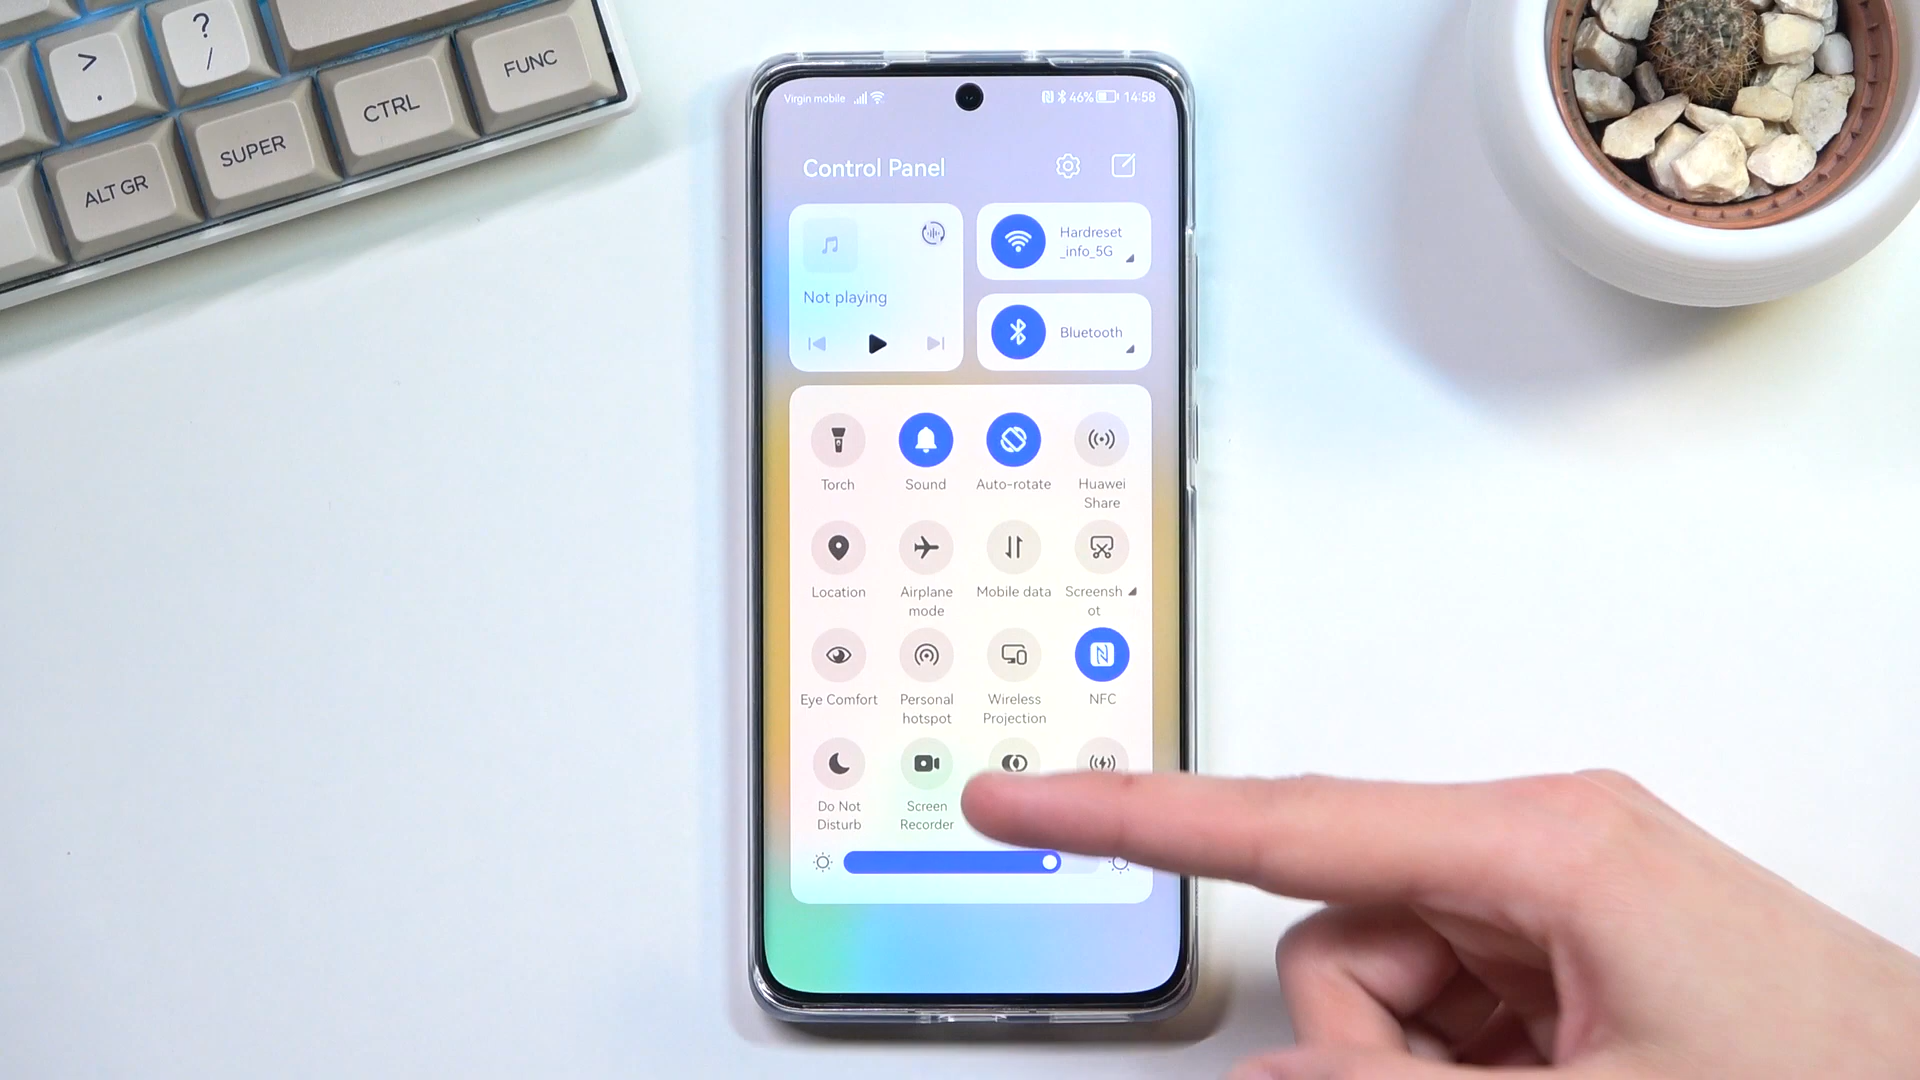 ?
/
>
.
FUNC
CTRL
SUPER
ALT GR
Virgin mobile
46%
14:58
Control Panel
Not playing
Hardreset
_info_5G
Bluetooth
Torch
Sound
Auto-rotate
Huawei
Share
Location
Airplane
mode
Mobile data
Screensh
ot
Eye Comfort
Personal
hotspot
Wireless
Projection
NFC
Do Not
Disturb
Screen
Recorder